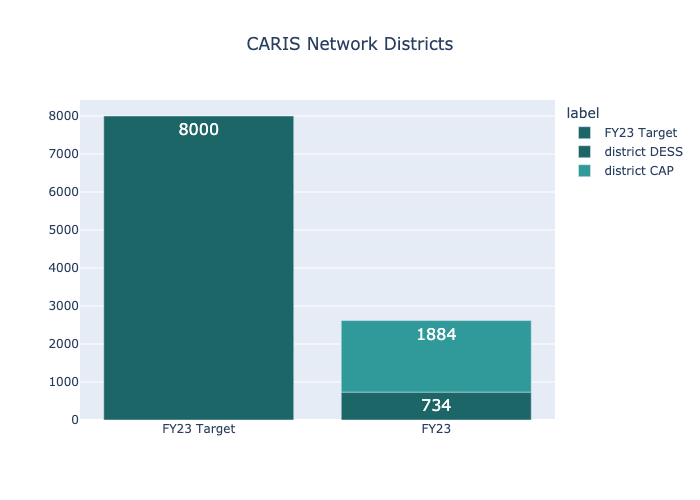 CARIS Network Districts
8000
7000
6000
5000
4000
3000
2000
1000
0
8000
1884
734
FY23 Target
FY23
label
FY23 Target
district DESS
district CAP